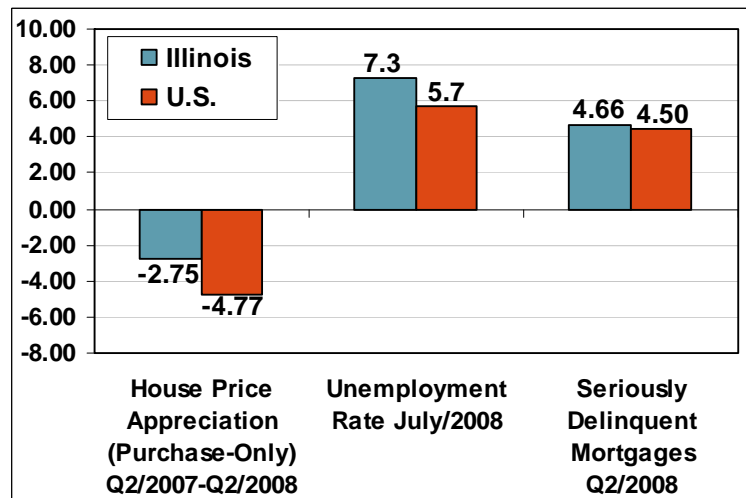 10.00
8.00
6.00
4.00
2.00
0.00
-2.00
-4.00
-6.00
-8.00
Illinois
U.S.
7.3
5.7
4.66
4.50
-2.75
-4.77
House Price
Appreciation
(Purchase-Only)
Q2/2007-Q2/2008
Unemployment
Rate July/2008
Seriously
Delinquent
Mortgages
Q2/2008